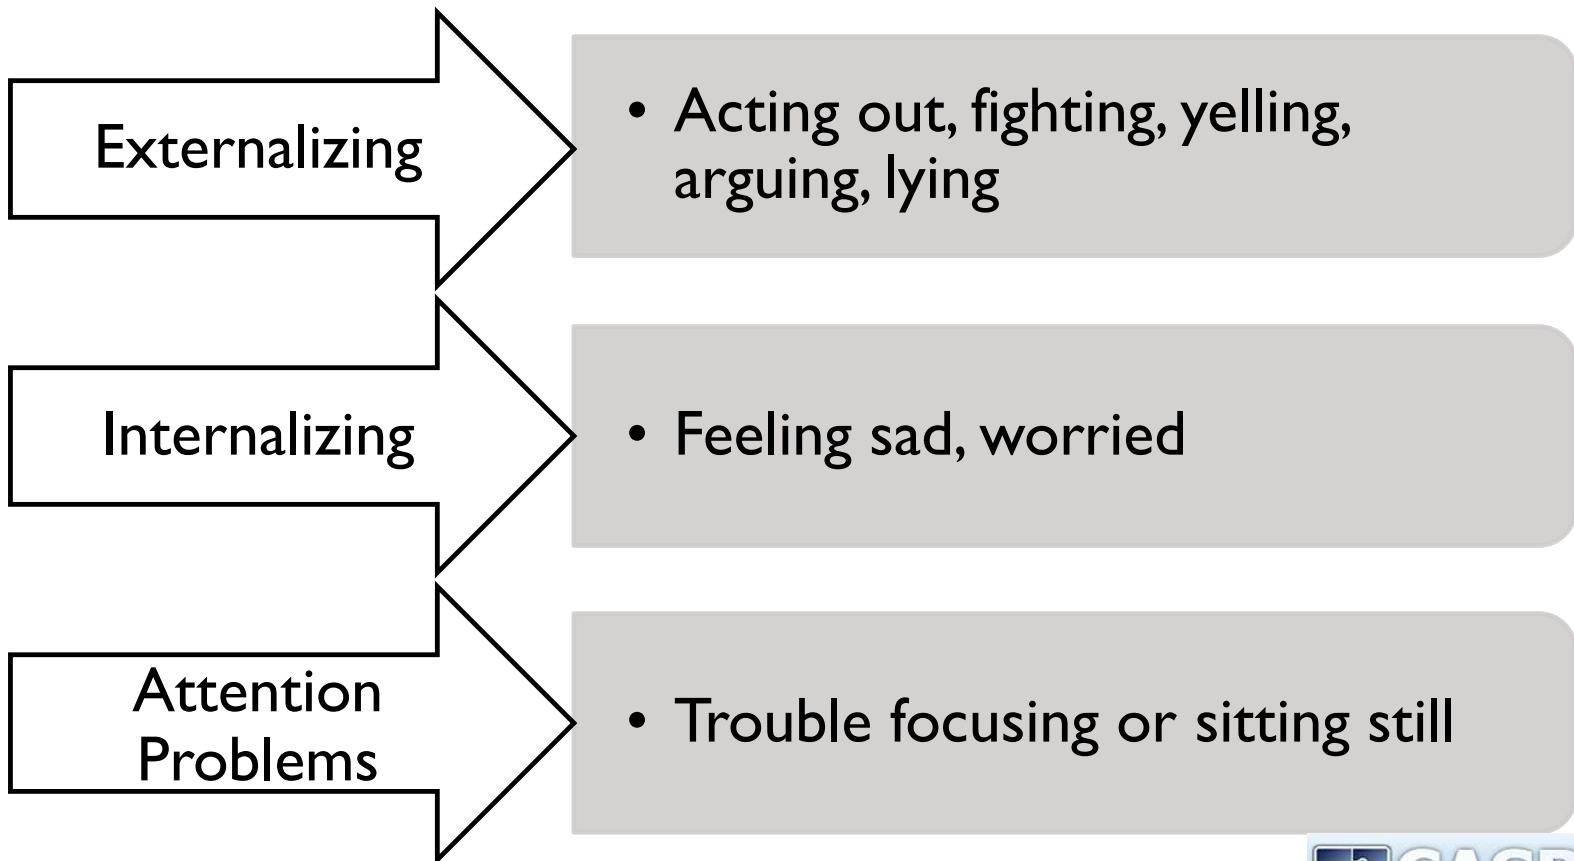 Externalizing
• Acting out, fighting, yelling,
arguing, lying
Internalizing
• Feeling sad, worried
Attention
Problems
• Trouble focusing or sitting still